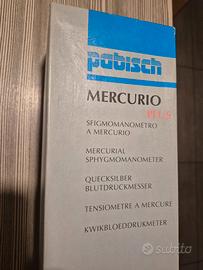 pabisch
MERCURIO
PLUS
SFIGMOMANOMETRO
A MERCURIO
MERCURIAL
SPHYGMOMANOMETER
QUECKSILBER
BLUTDRUCKMESSER
TENSIOMETRE A MERCURE
KWIKBLOEDDRUKMETER
subito